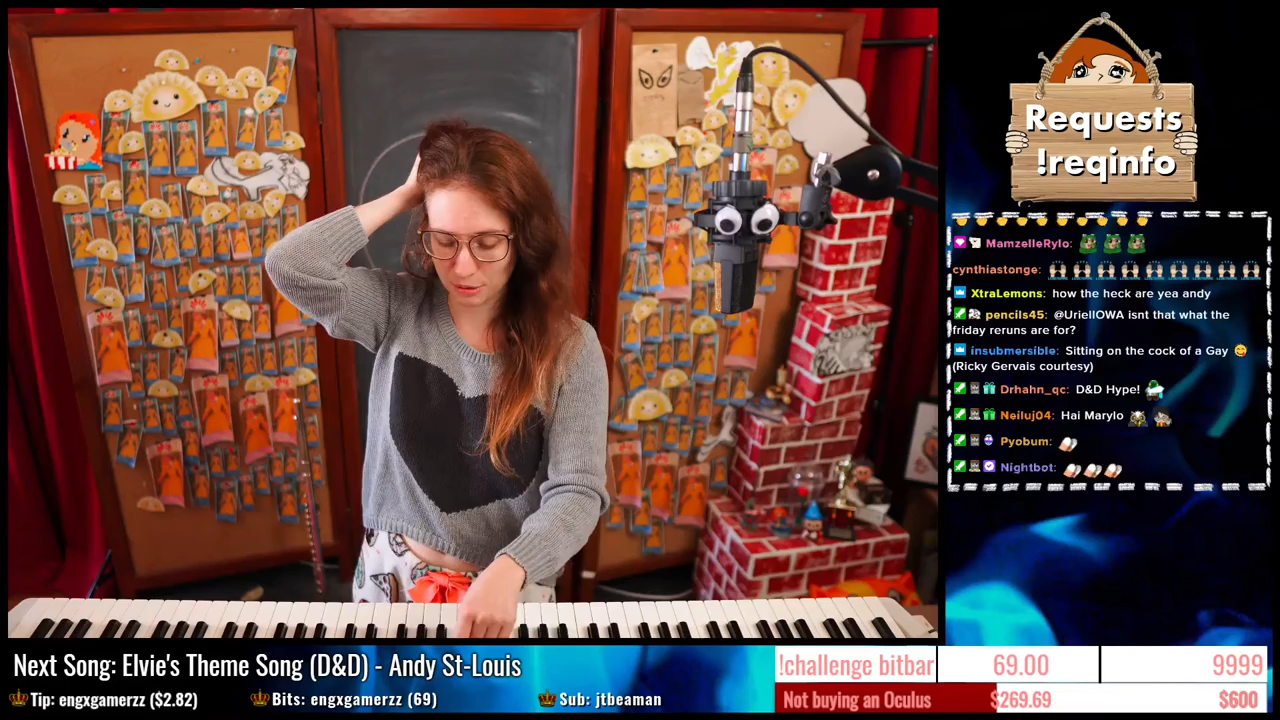 Requests
!reqinfo
MamzelleRylo:
cynthiastonge:
XtraLemons: how the heck are yea andy
pencils45: @UriellOWA isnt that what the
friday reruns are for?
insubmersible: Sitting on the cock of a Gay
(Ricky Gervais courtesy)
Drhahn_qc: D&D Hype!
Neiluj04: Hai Marylo
Pyobum:
Nightbot:
Next Song: Elvie's Theme Song (D&D) - Andy St-Louis
!challenge bitbar 69.00 9999
Tip: engxgamerzz ($2.82) Bits: engxgamerzz (69) Sub: jtbeaman
Not buying an Oculus $269.69 $600